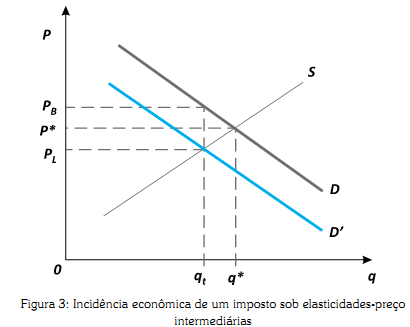 P
S
P_B
P*
P_L
D
D'
0
q_t
q*
q
Figura 3: Incidência econômica de um imposto sob elasticidades-preço
intermediárias